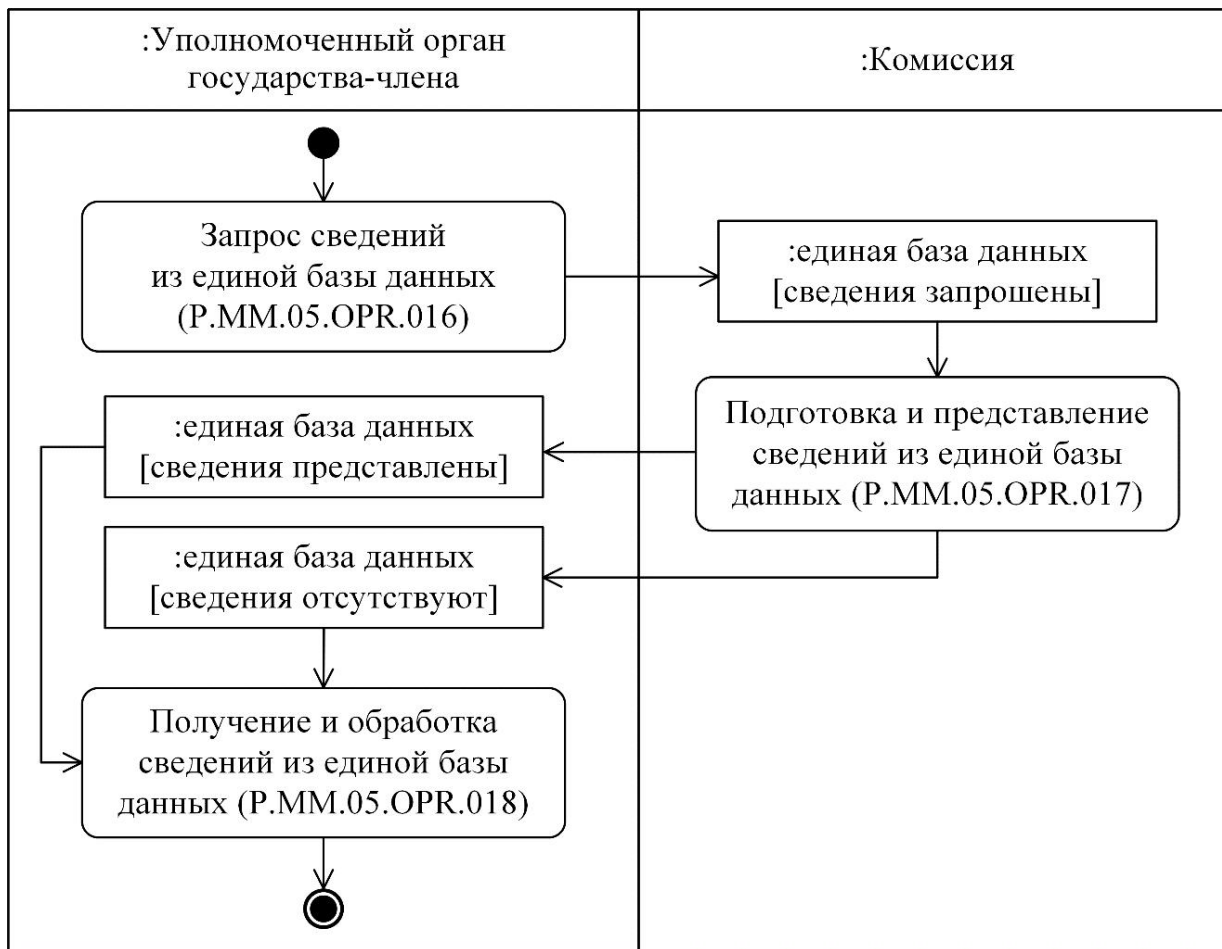 :Уполномоченный орган
государства-члена
:Комиссия
Запрос сведений
из единой базы данных
(P.MM.05.OPR.016)
:единая база данных
[сведения запрошены]
Подготовка и представление
сведений из единой базы
данных (P.MM.05.OPR.017)
:единая база данных
[сведения представлены]
:единая база данных
[сведения отсутствуют]
Получение и обработка
сведений из единой базы
данных (P.MM.05.OPR.018)